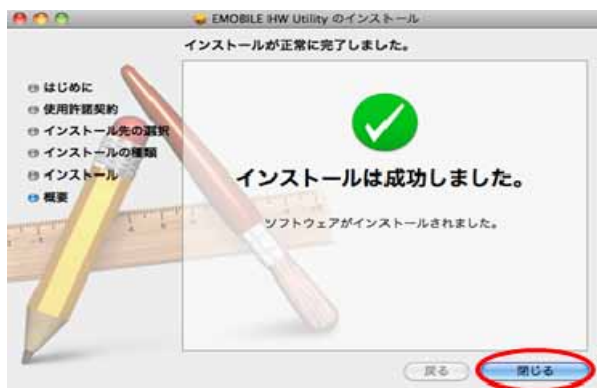 EMOBILE HW Utility のインストール
インストールが正常に完了しました。
はじめに
使用許諾契約
インストール先の選択
インストールの種類
インストール
概要
インストールは成功しました。
ソフトウェアがインストールされました。
戻る
閉じる